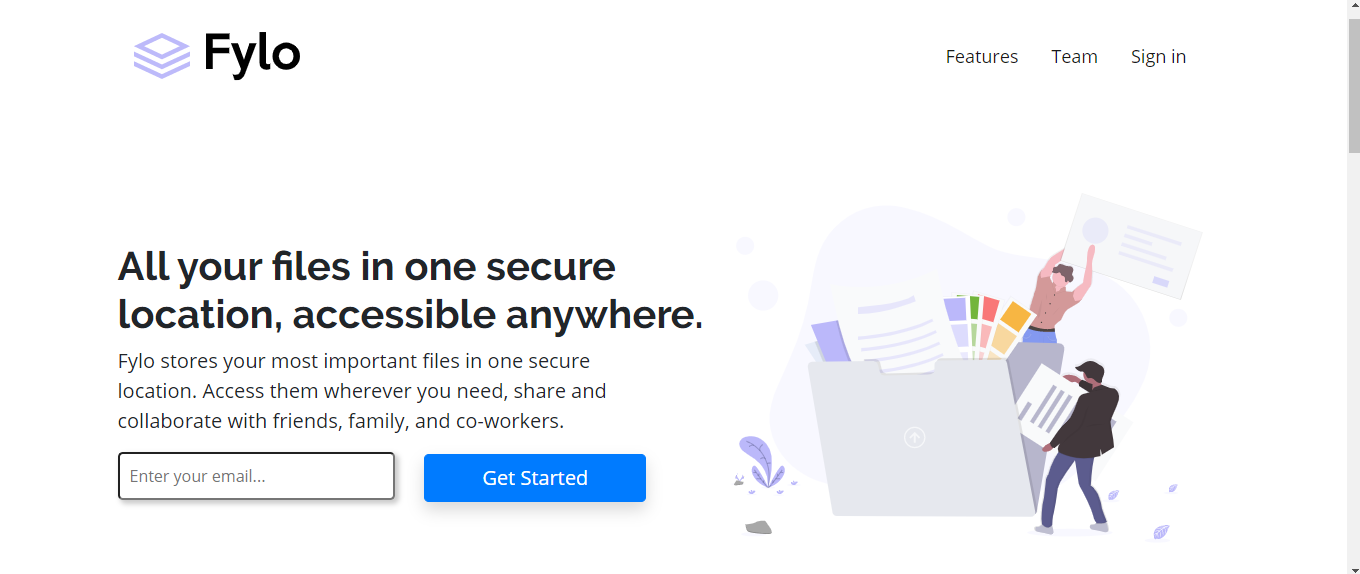 Fylo
Features Team Sign in
All your files in one secure
location, accessible anywhere.
Fylo stores your most important files in one secure
location. Access them wherever you need, share and
collaborate with friends, family, and co-workers.
Enter your email... Get Started